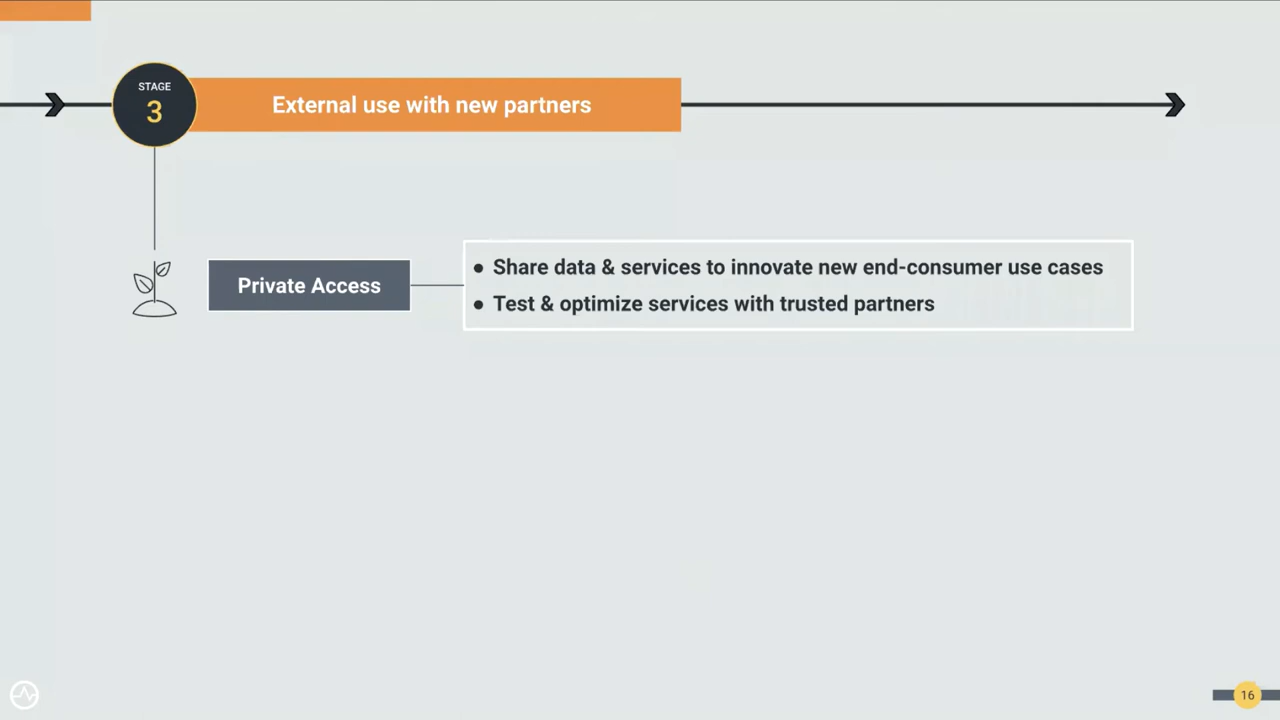 STAGE
3
External use with new partners
Private Access
● Share data & services to innovate new end-consumer use cases
● Test & optimize services with trusted partners
16